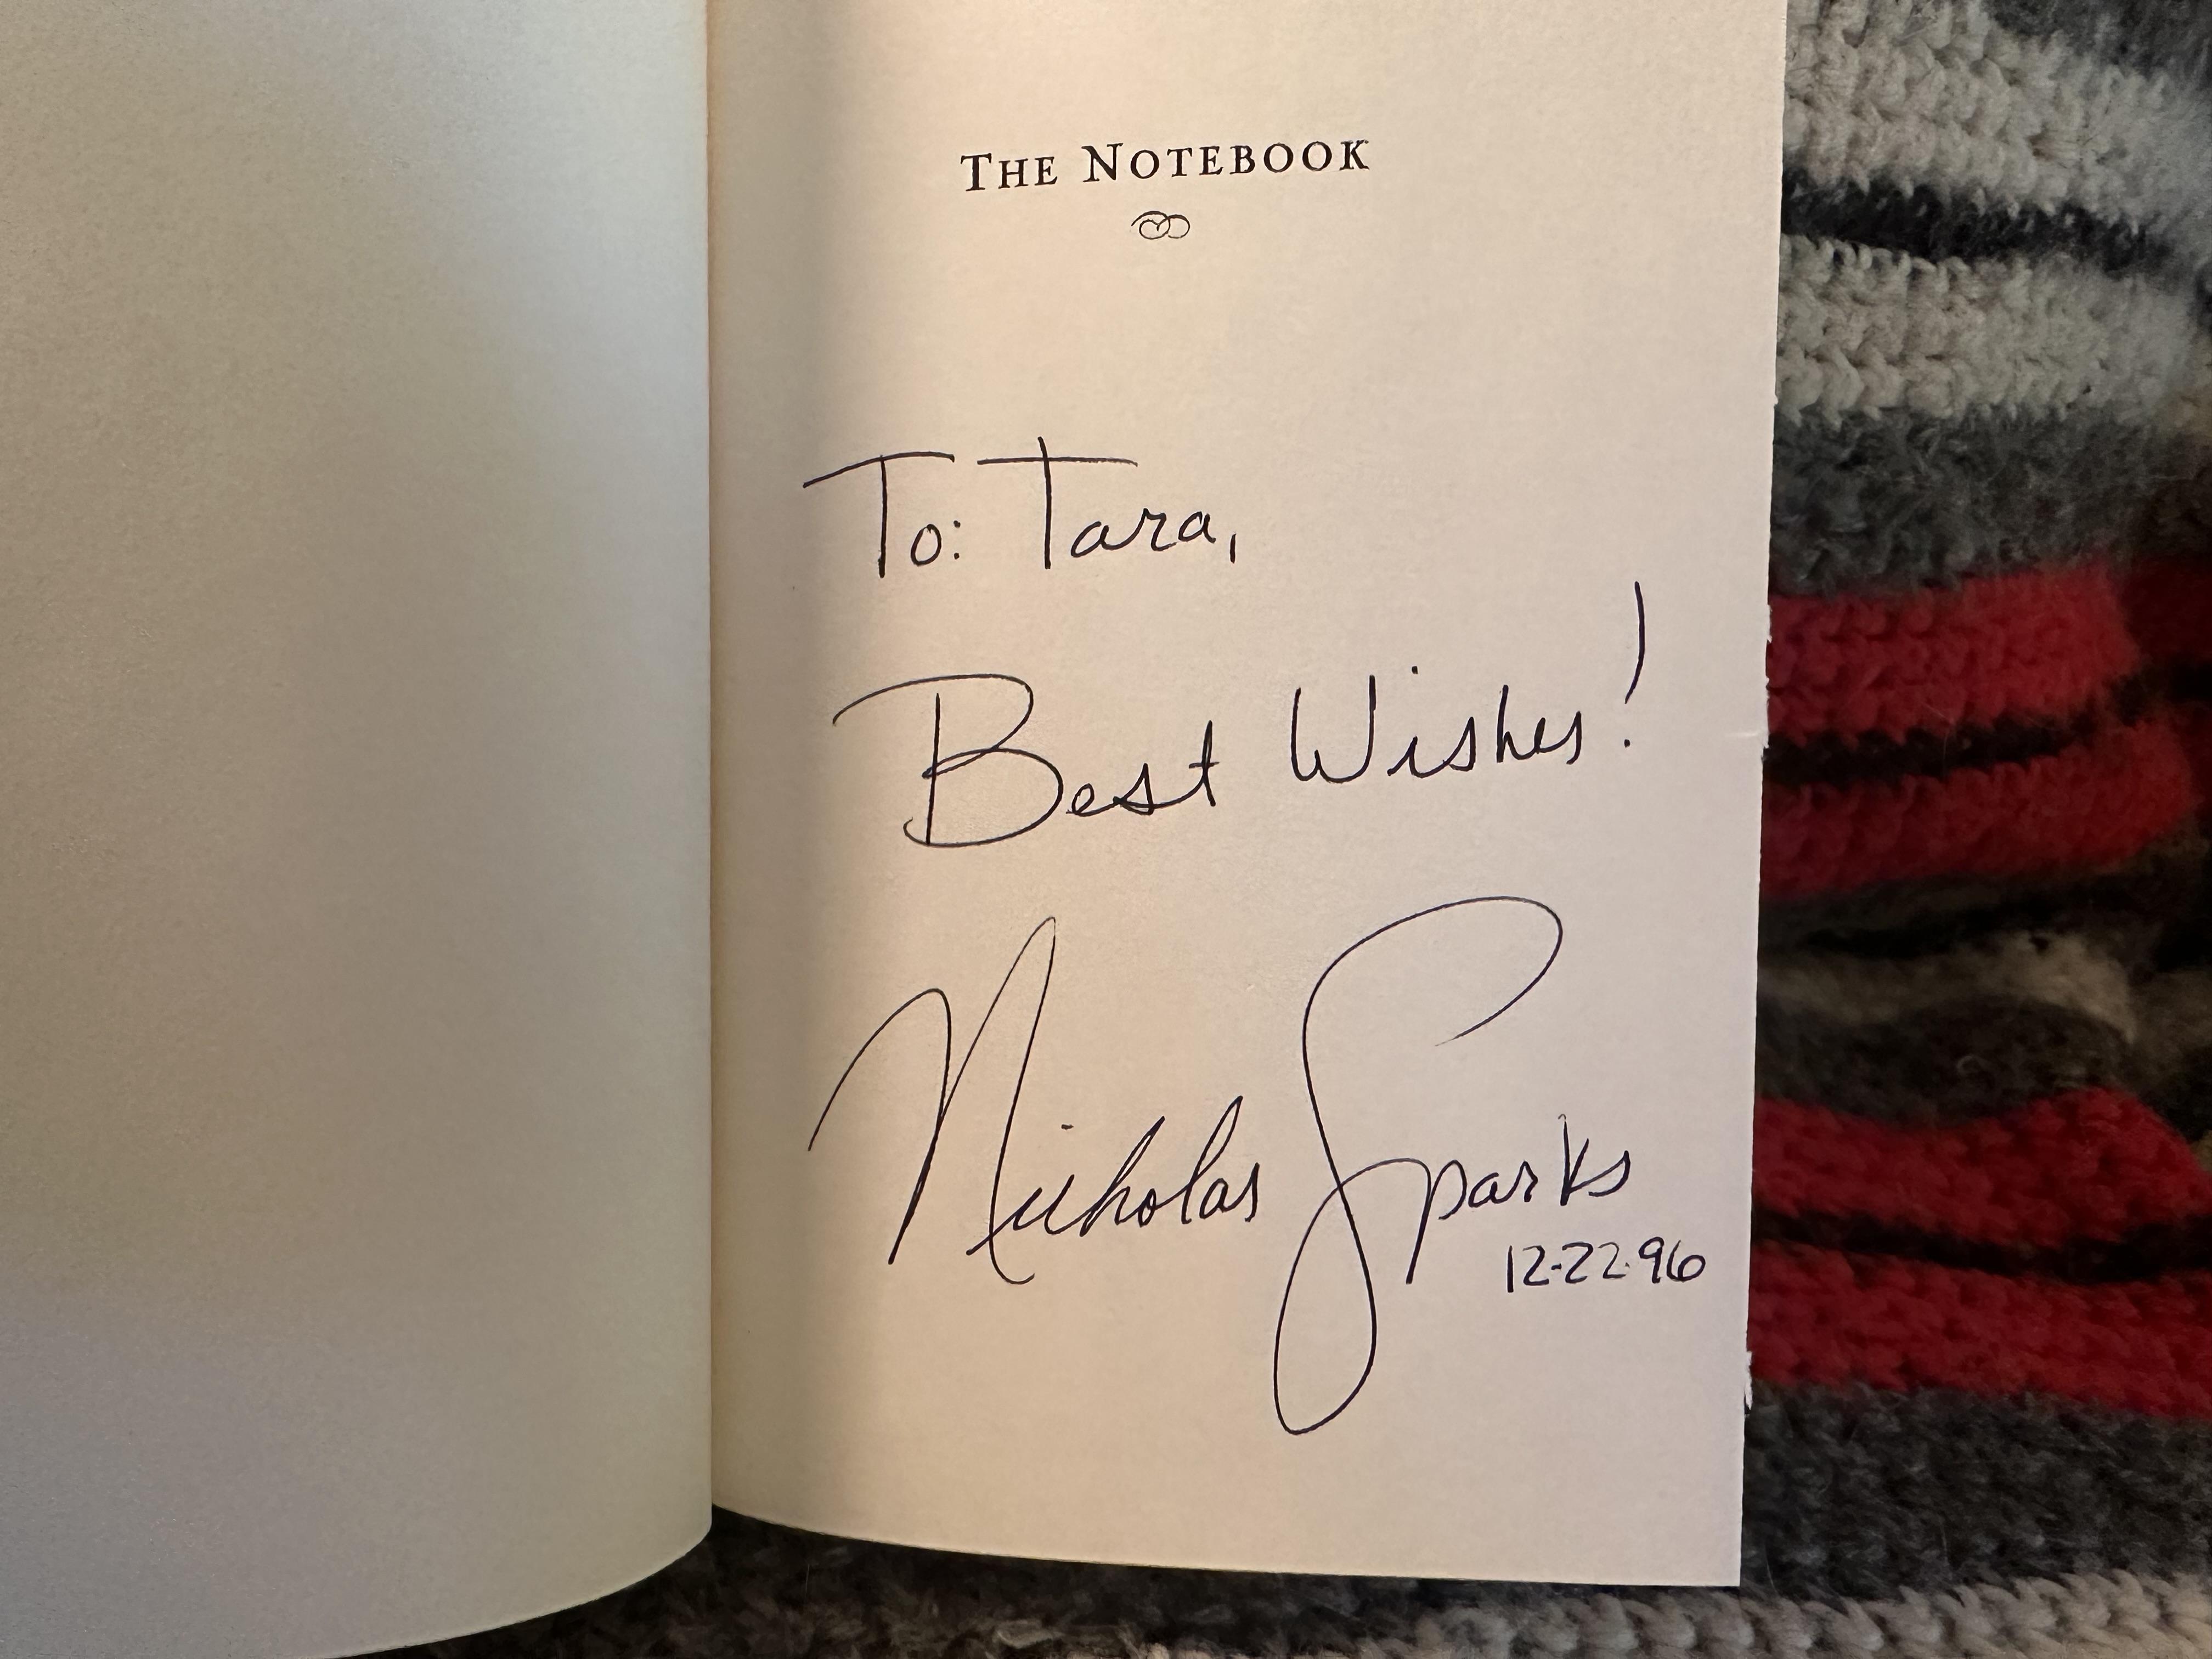 THE NOTEBOOK
To: Tara,
Best Wishes!
Nicholas Sparks
12-22-96